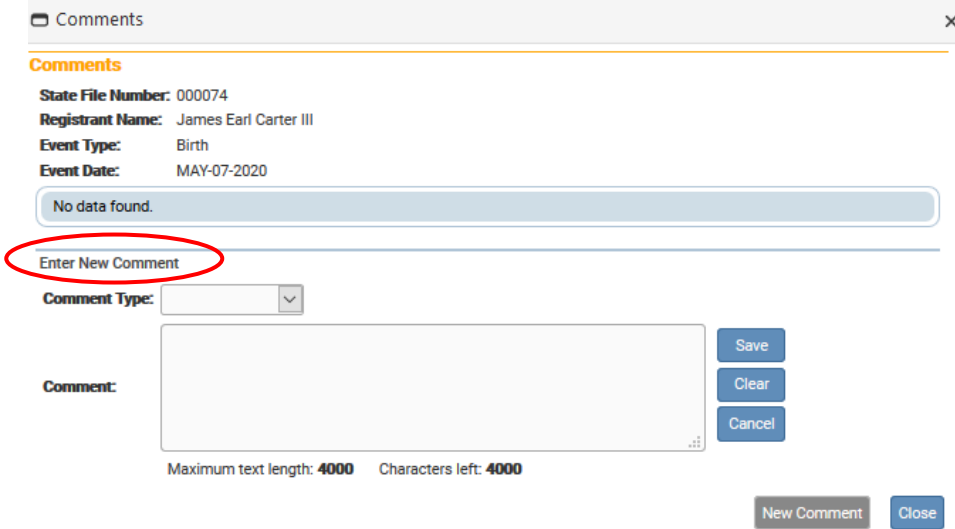 Comments
Comments
State File Number: 000074
Registrant Name: James Earl Carter III
Event Type: Birth
Event Date: MAY-07-2020
No data found.
Enter New Comment
Comment Type:
Save
Clear
Comment:
Cancel
Maximum text length: 4000 Characters left: 4000
New Comment Close